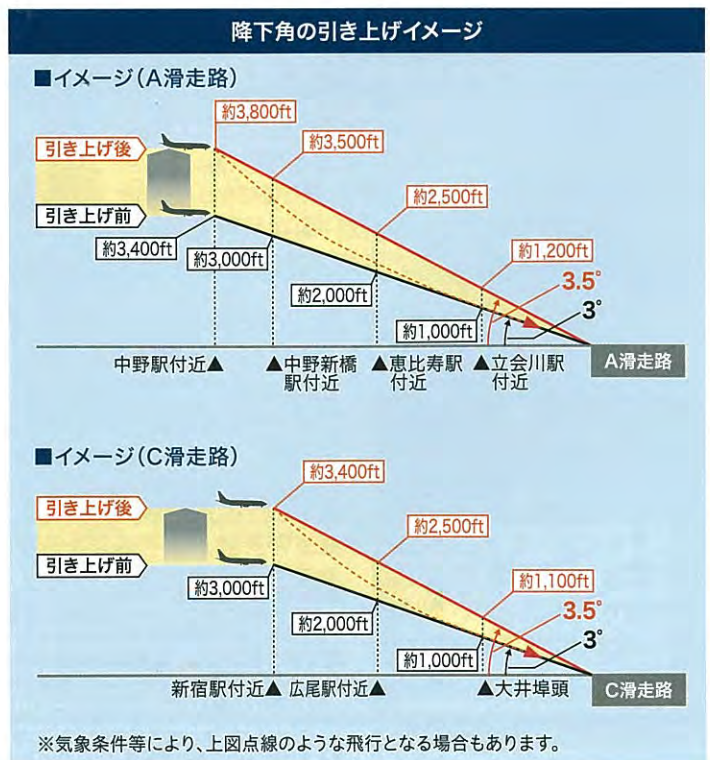 降下角の引き上げイメージ
■イメージ(A滑走路)
約3,800ft
引き上げ後
約3,500ft
約2,500ft
引き上げ前
約3,400ft
約3,000ft
約2,000ft
約1,200ft
約1,000ft
3.5°
3°
中野駅付近▲
▲中野新橋
駅付近
▲恵比寿駅
付近
▲立会川駅
付近
A滑走路
■イメージ(C滑走路)
約3,400ft
引き上げ後
約2,500ft
引き上げ前
約3,000ft
約2,000ft
約1,100ft
約1,000ft
3.5°
3°
新宿駅付近▲
広尾駅付近▲
▲大井埠頭
C滑走路
※気象条件等により、上図点線のような飛行となる場合もあります。